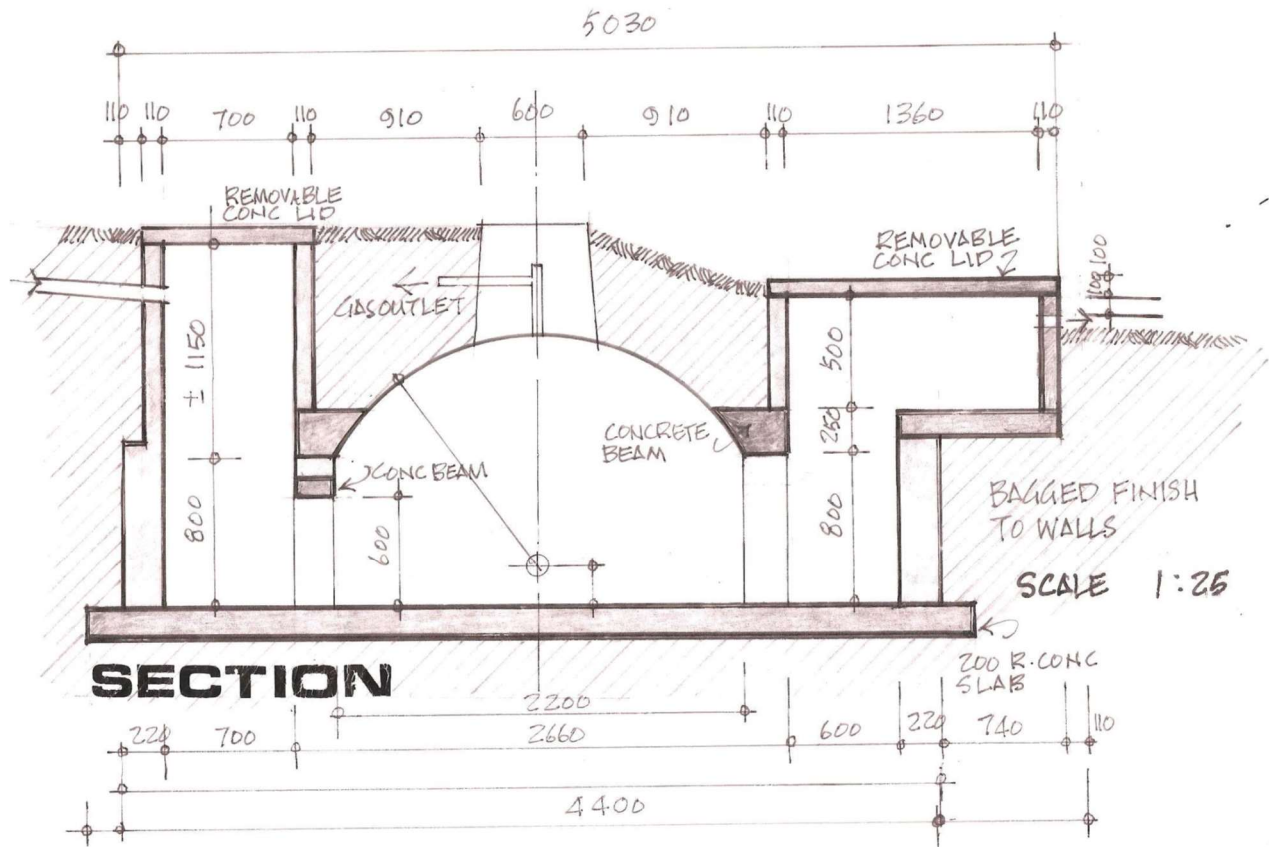 5030
110 110 700 110 910 600 910 110 1360 110
REMOVABLE
CONC LID
REMOVABLE
CONC LID
100 100
GAS OUTLET
± 1150
500
250
CONCRETE
BEAM
CONC BEAM
800
600
800
BAGGED FINISH
TO WALLS
SCALE 1:25
SECTION
200 R.CONC
SLAB
2200
220 700 2660 600 220 740 110
4400